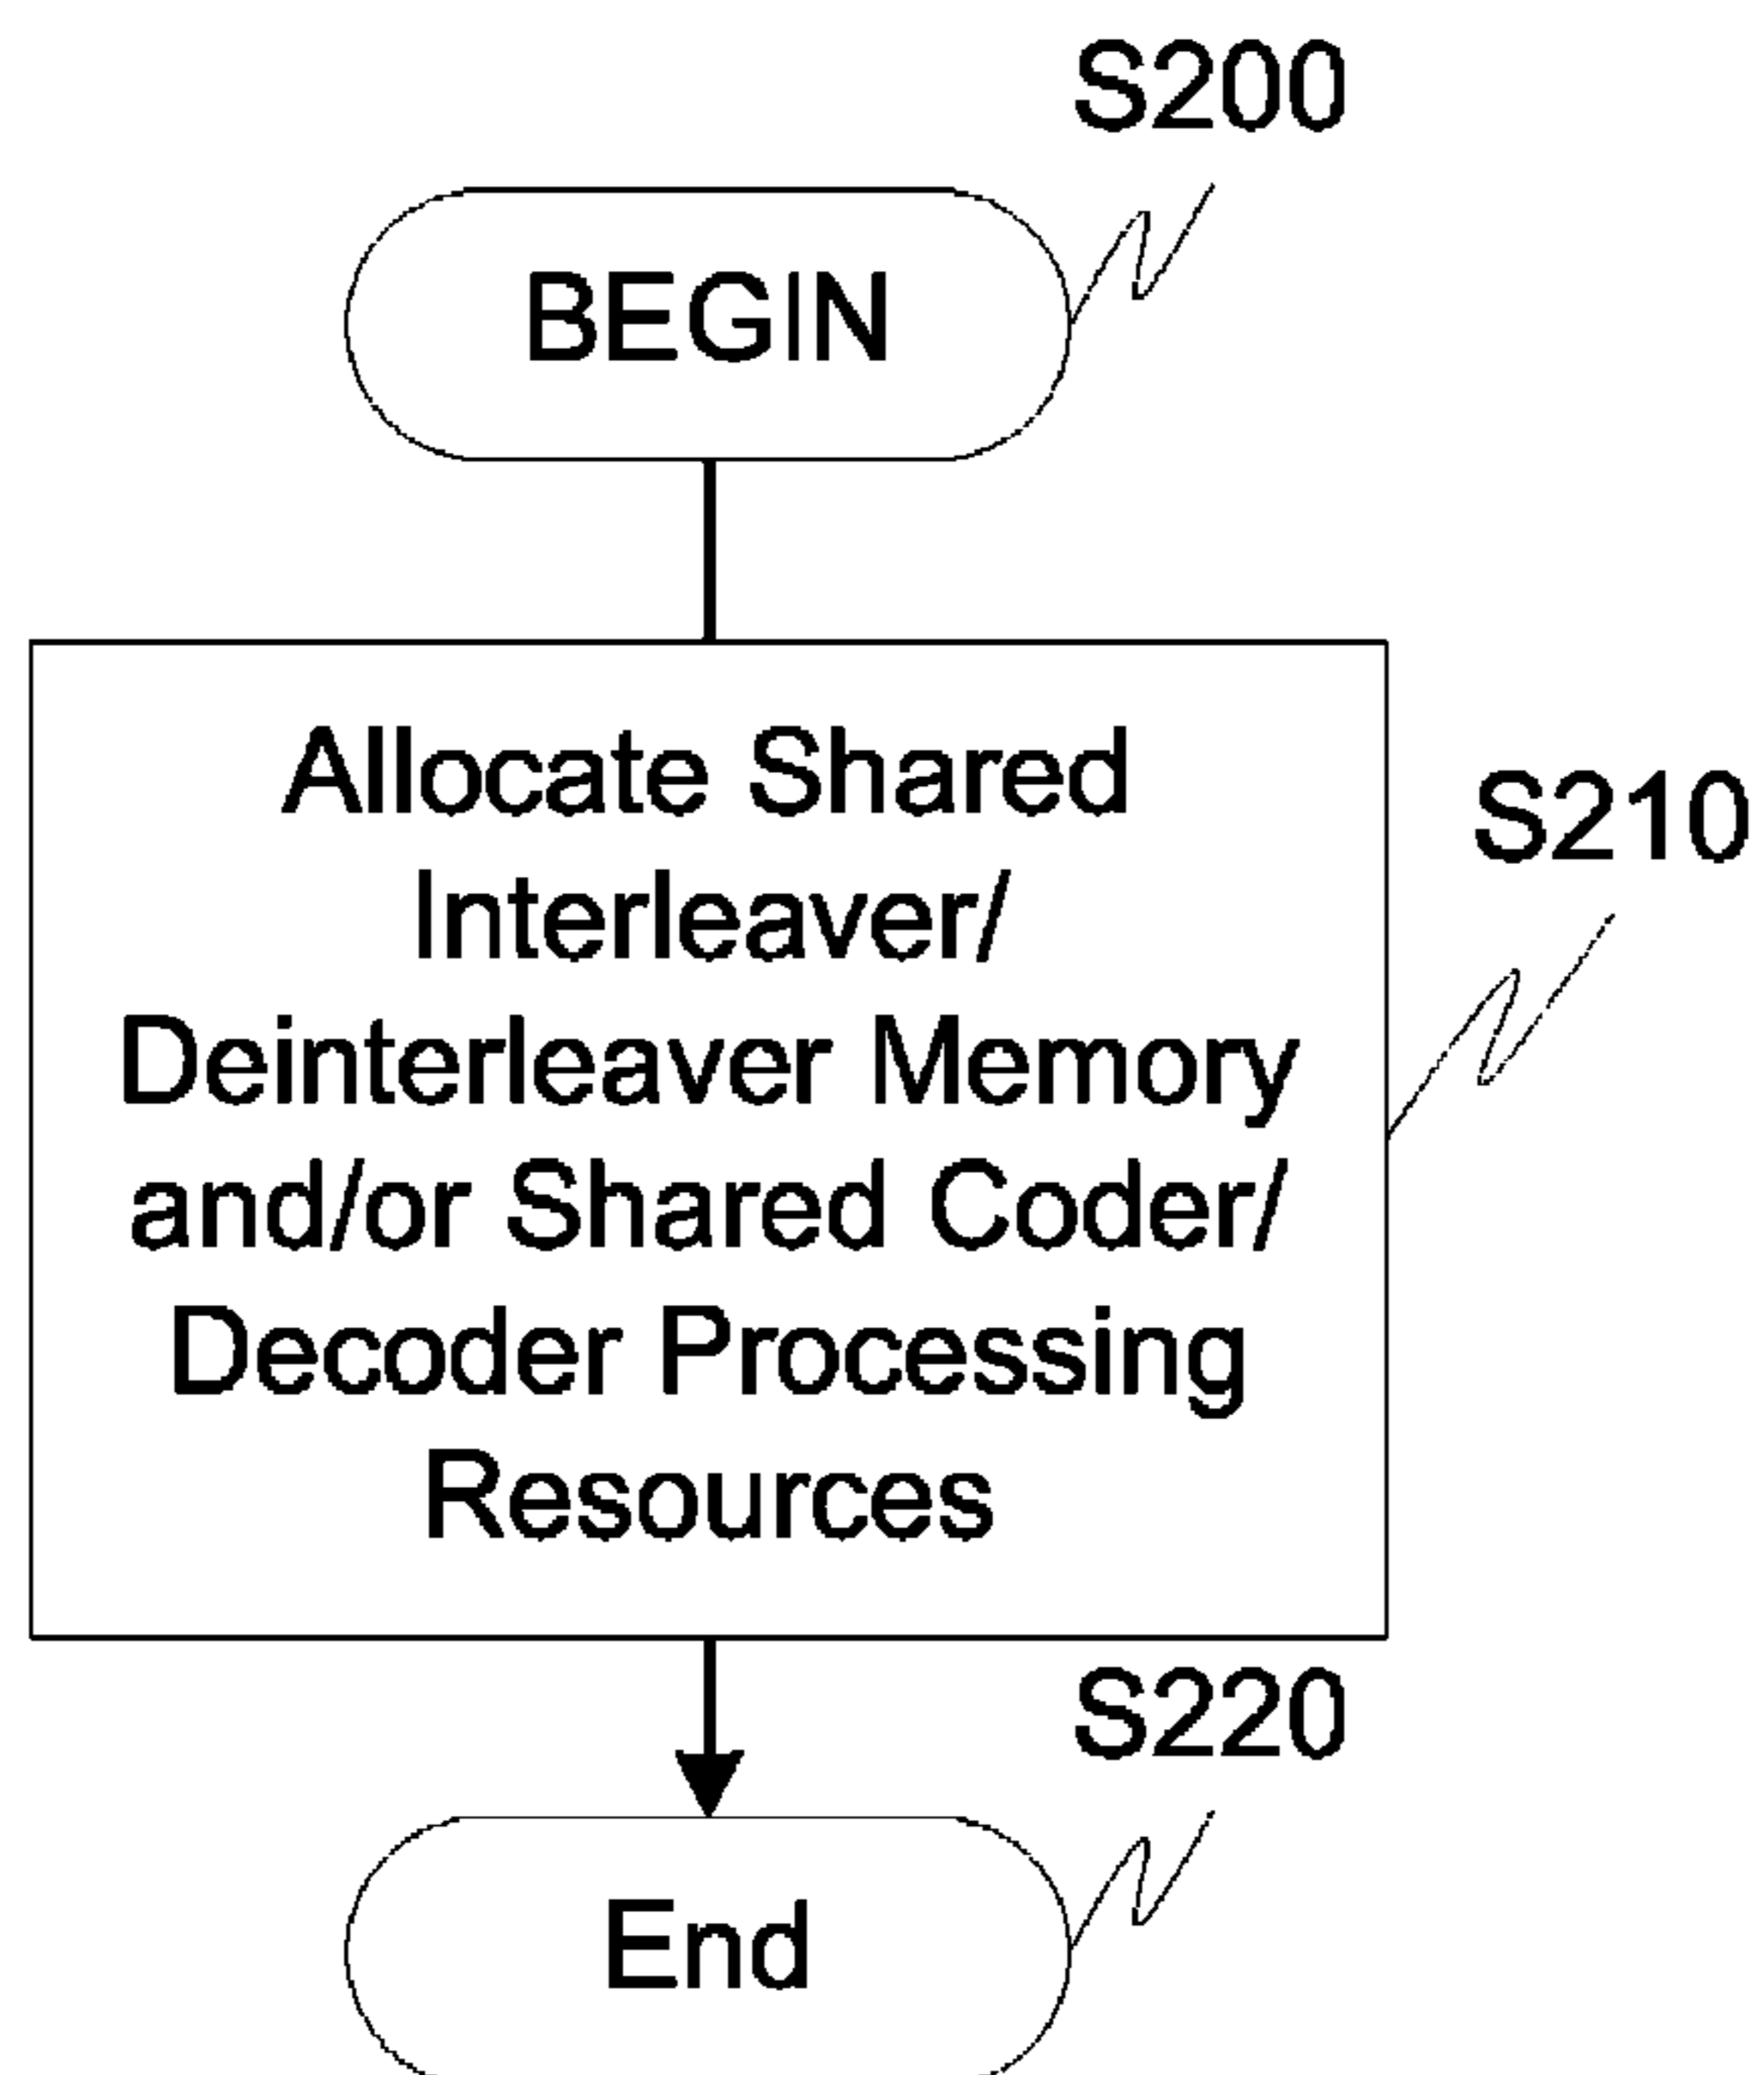 S200
BEGIN
Allocate Shared
Interleaver/
Deinterleaver Memory
and/or Shared Coder/
Decoder Processing
Resources
S210
S220
End